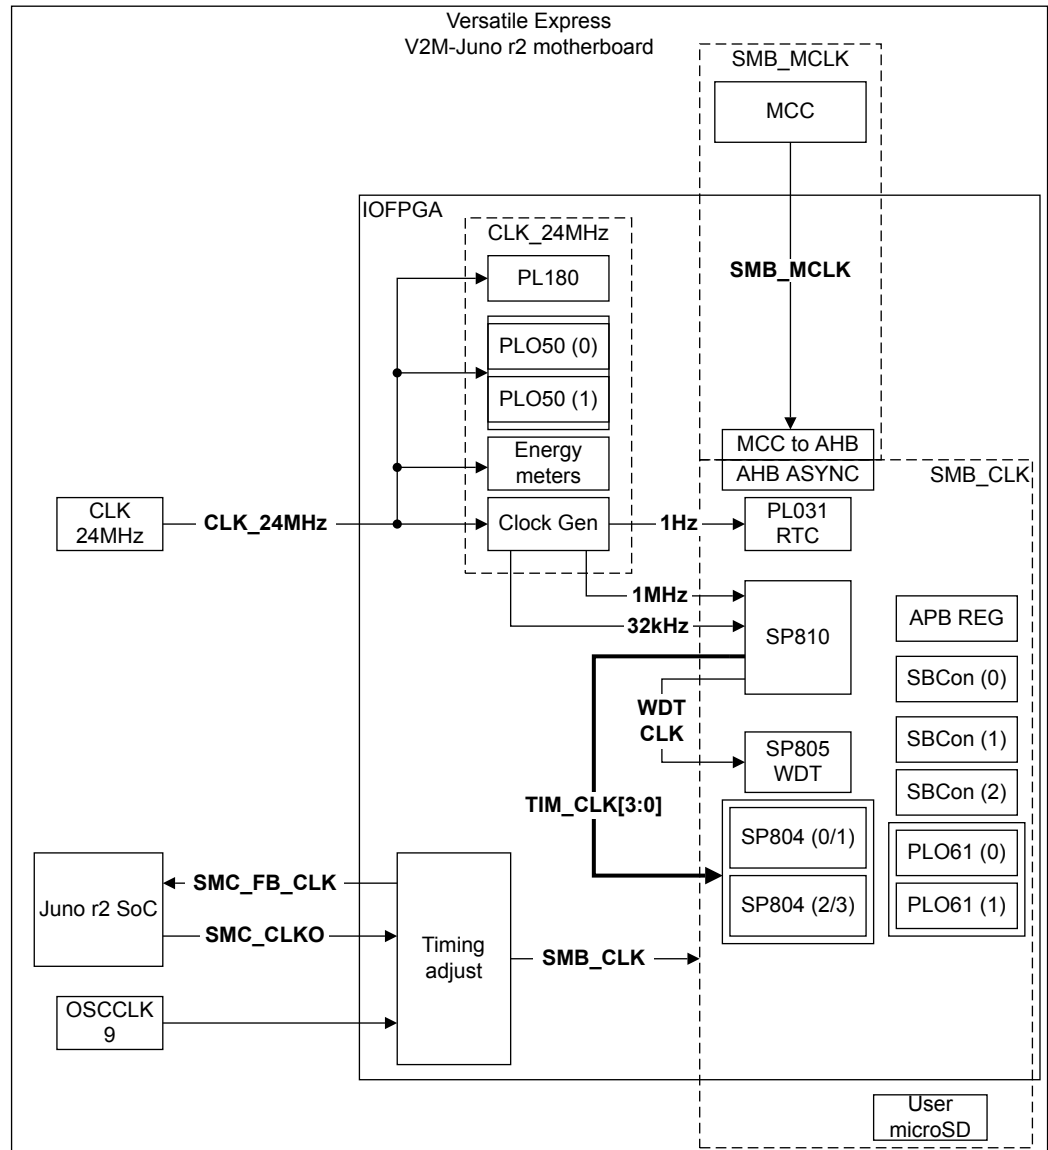 Versatile Express
V2M-Juno r2 motherboard
SMB_MCLK
MCC
IOFPGA
CLK_24MHz
PL180
SMB_MCLK
PLO50 (0)
PLO50 (1)
MCC to AHB
Energy
meters
AHB ASYNC
SMB_CLK
CLK
24MHz
CLK_24MHz
Clock Gen
1Hz
PL031
RTC
1MHz
32kHz
SP810
APB REG
SBCon (0)
WDT
CLK
SBCon (1)
SP805
WDT
SBCon (2)
TIM_CLK[3:0]
SP804 (0/1)
PLO61 (0)
SMC_FB_CLK
Juno r2 SoC
SP804 (2/3)
PLO61 (1)
SMC_CLKO
Timing
adjust
SMB_CLK
OSCCLK
9
User
microSD